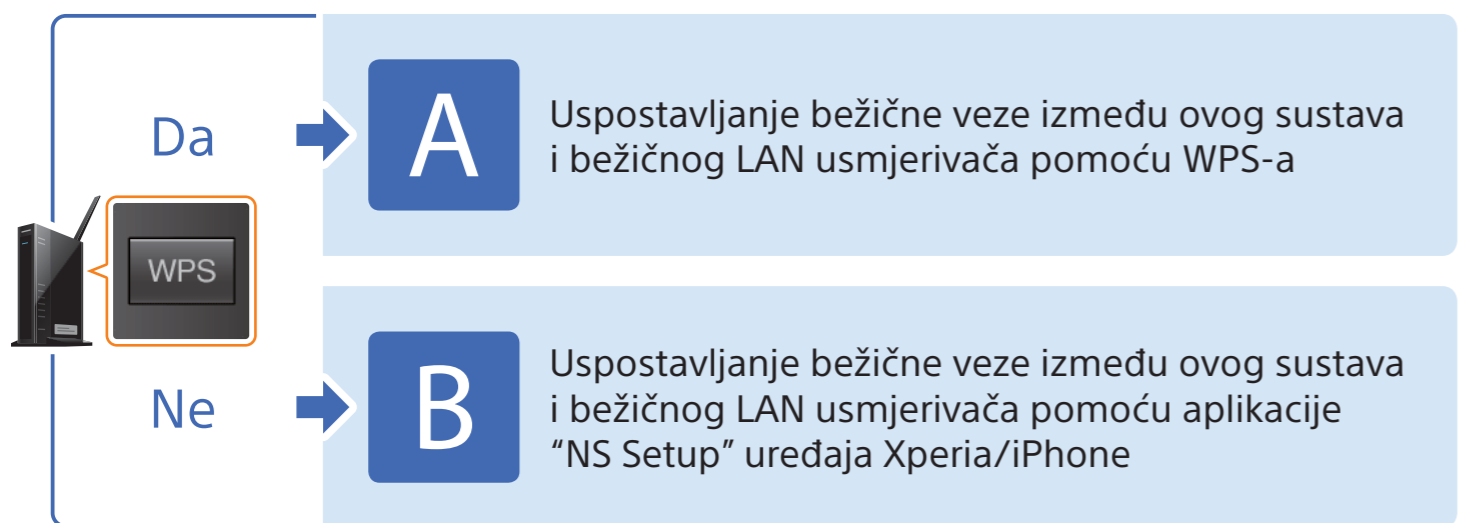 Da
A
Uspostavljanje bežične veze između ovog sustava
i bežičnog LAN usmjerivača pomoću WPS-a
WPS
Ne
B
Uspostavljanje bežične veze između ovog sustava
i bežičnog LAN usmjerivača pomoću aplikacije
“NS Setup” uređaja Xperia/iPhone